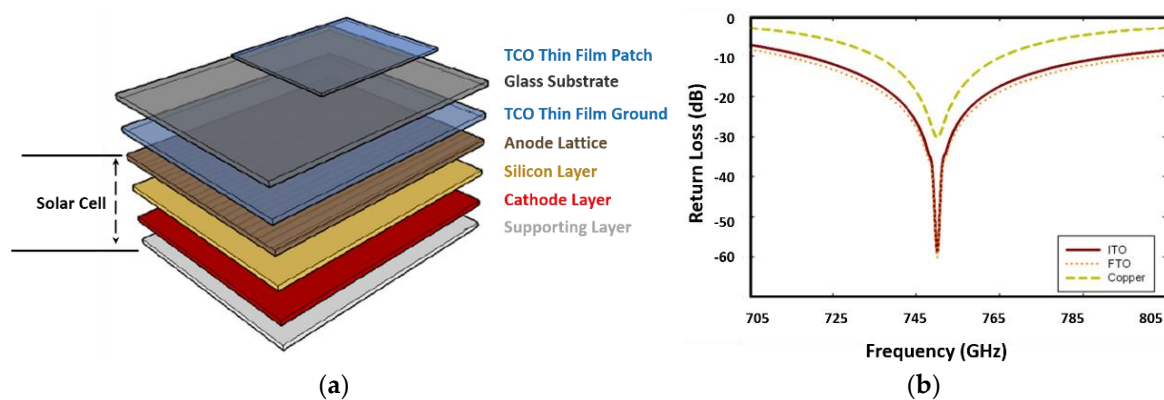 TCO Thin Film Patch
Glass Substrate
TCO Thin Film Ground
Anode Lattice
Silicon Layer
Cathode Layer
Supporting Layer
Solar Cell
(a)
0
-10
-20
-30
-40
-50
-60
Return Loss (dB)
ITO
FTO
Copper
705 725 745 765 785 805
Frequency (GHz)
(b)